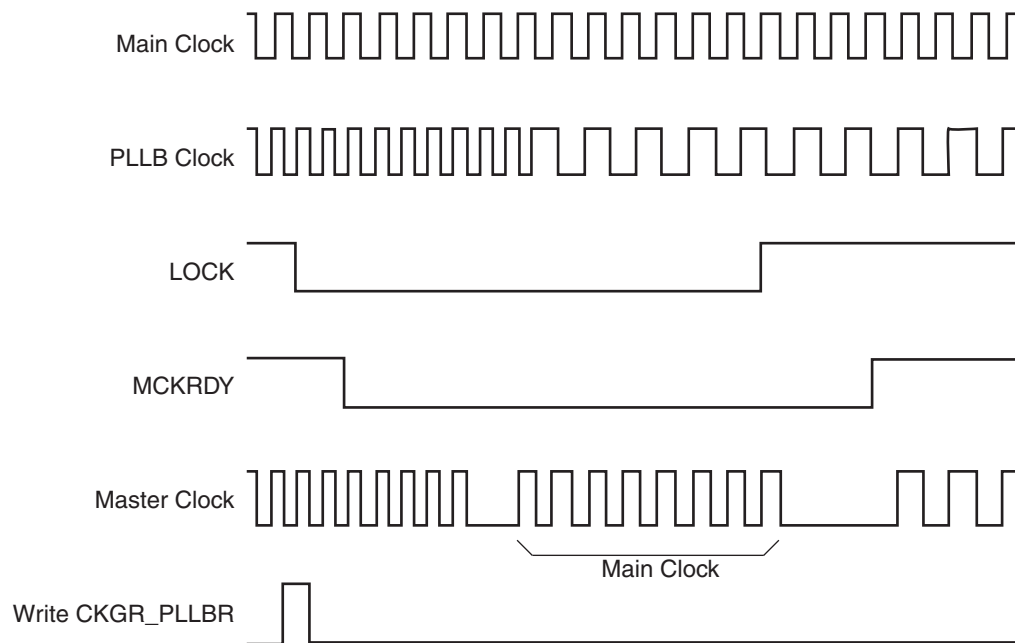 Main Clock
PLLB Clock
LOCK
MCKRDY
Master Clock
Main Clock
Write CKGR_PLLBR